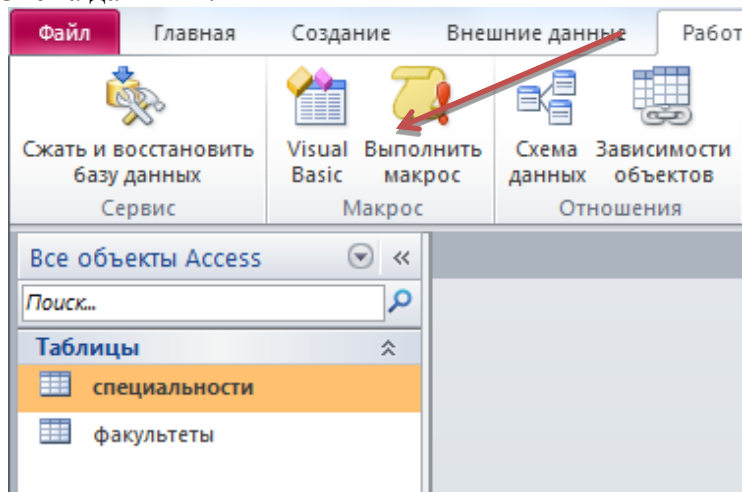 Файл Главная Создание Внешние данные Работ
Сжать и восстановить Visual Выполнить Схема Зависимости
базу данных Basic макрос данных объектов
Сервис Макрос Отношения
Все объекты Access
Поиск...
Таблицы
специальности
факультеты